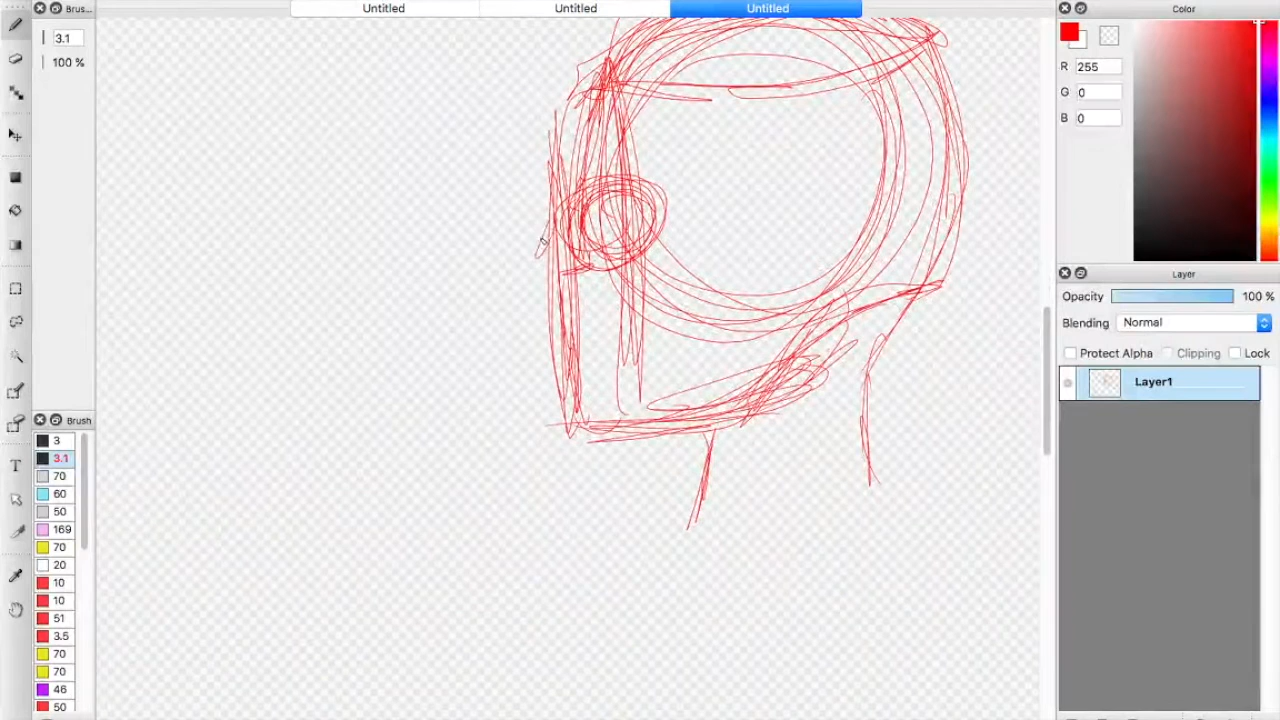 Untitled
Untitled
Untitled
Brus...
3.1
100 %
Brush
3
3.1
70
60
50
169
70
20
10
10
51
3.5
70
70
46
50
T
Color
R 255
G 0
B 0
Layer
Opacity 100 %
Blending Normal
Protect Alpha Clipping Lock
Layer1